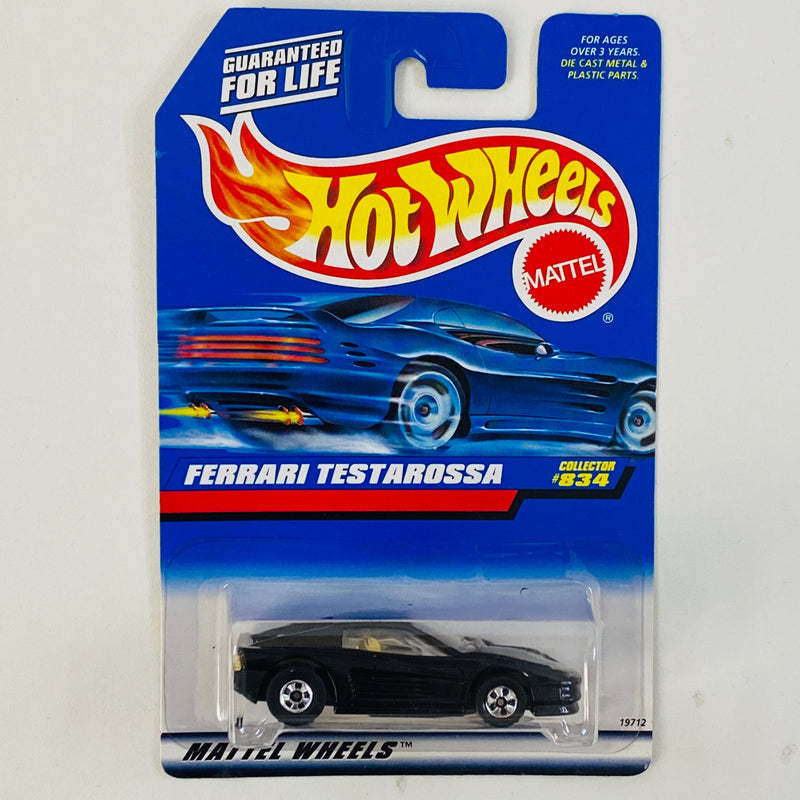 GUARANTEED
FOR LIFE
FOR AGES
OVER 3 YEARS.
DIE CAST METAL &
PLASTIC PARTS.
HOT WHEELS
MATTEL
®
FERRARI TESTAROSSA
COLLECTOR
#834
19712
MATTEL WHEELS™